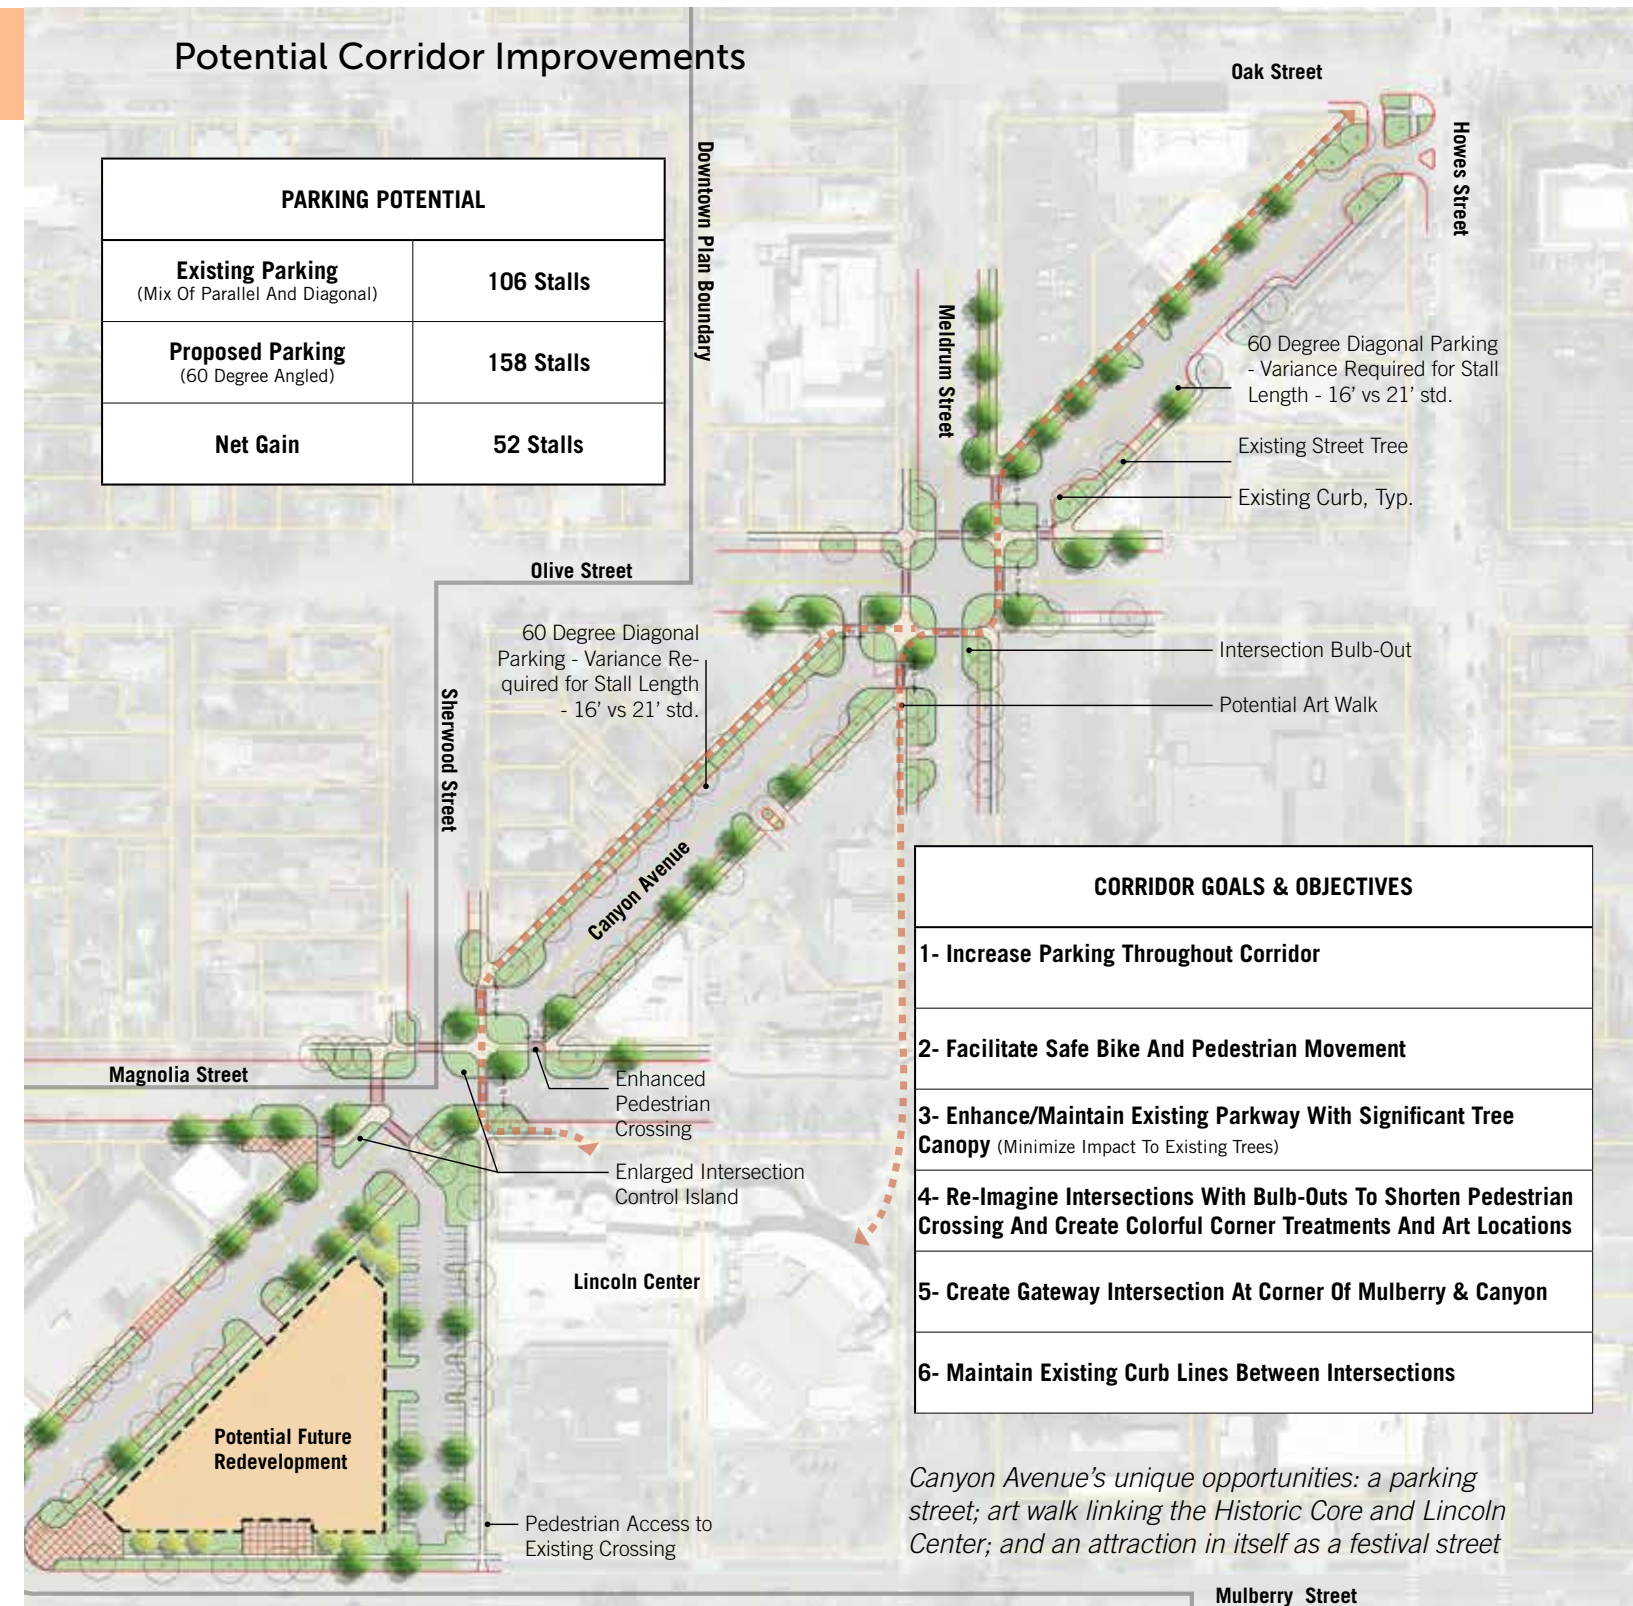 Potential Corridor Improvements
Oak Street
Howes Street
Downtown Plan Boundary
PARKING POTENTIAL
Existing Parking
(Mix Of Parallel And Diagonal)
106 Stalls
Proposed Parking
(60 Degree Angled)
158 Stalls
Net Gain
52 Stalls
Meldrum Street
60 Degree Diagonal Parking
- Variance Required for Stall
Length - 16’ vs 21’ std.
Existing Street Tree
Existing Curb, Typ.
Olive Street
60 Degree Diagonal
Parking - Variance Re-
quired for Stall Length
- 16’ vs 21’ std.
Intersection Bulb-Out
Potential Art Walk
Sherwood Street
Canyon Avenue
CORRIDOR GOALS & OBJECTIVES
1- Increase Parking Throughout Corridor
2- Facilitate Safe Bike And Pedestrian Movement
3- Enhance/Maintain Existing Parkway With Significant Tree
Canopy (Minimize Impact To Existing Trees)
4- Re-Imagine Intersections With Bulb-Outs To Shorten Pedestrian
Crossing And Create Colorful Corner Treatments And Art Locations
5- Create Gateway Intersection At Corner Of Mulberry & Canyon
6- Maintain Existing Curb Lines Between Intersections
Magnolia Street
Enhanced
Pedestrian
Crossing
Enlarged Intersection
Control Island
Lincoln Center
Potential Future
Redevelopment
Pedestrian Access to
Existing Crossing
Canyon Avenue’s unique opportunities: a parking
street; art walk linking the Historic Core and Lincoln
Center; and an attraction in itself as a festival street
Mulberry Street